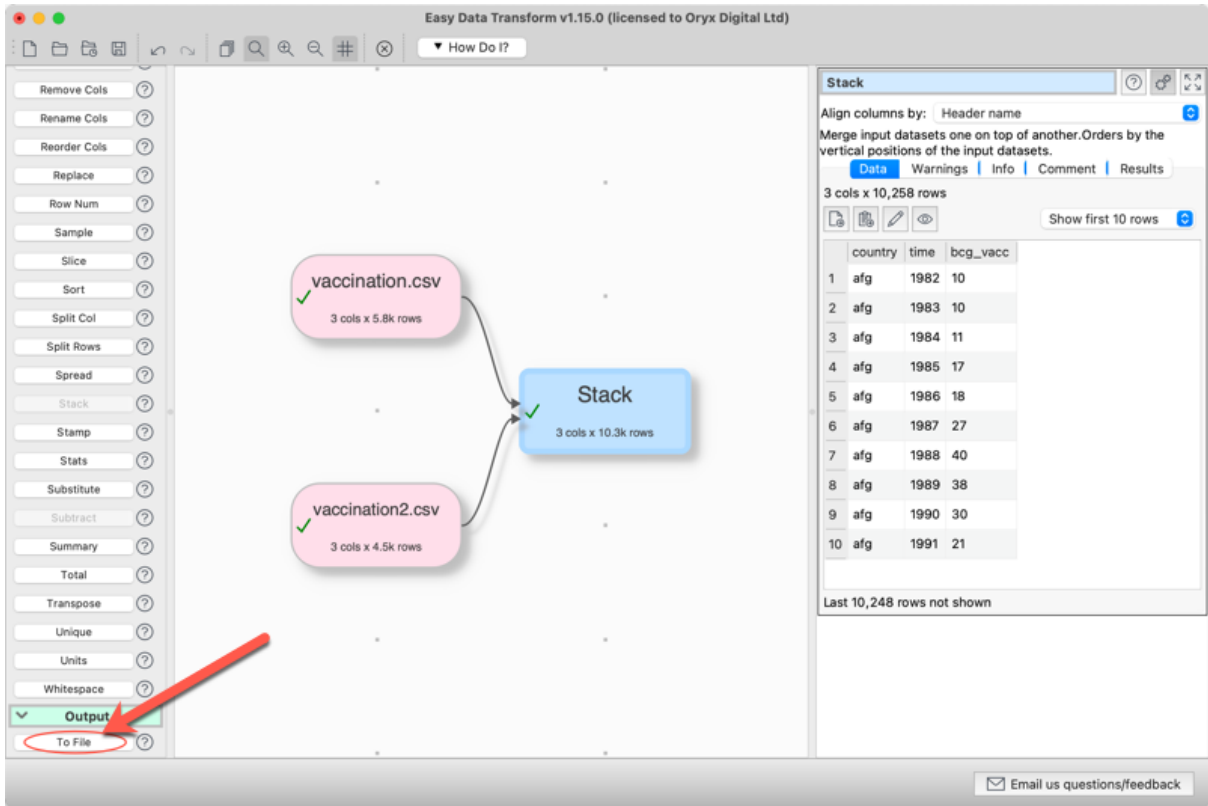 Easy Data Transform v1.15.0 (licensed to Oryx Digital Ltd)
▼ How Do I?
Remove Cols
Rename Cols
Reorder Cols
Replace
Row Num
Sample
Slice
Sort
Split Col
Split Rows
Spread
Stack
Stamp
Stats
Substitute
Subtract
Summary
Total
Transpose
Unique
Units
Whitespace
Output
To File
vaccination.csv
3 cols x 5.8k rows
vaccination2.csv
3 cols x 4.5k rows
Stack
3 cols x 10.3k rows
Stack
Align columns by: Header name
Merge input datasets one on top of another.Orders by the
vertical positions of the input datasets.
Data Warnings Info Comment Results
3 cols x 10,258 rows
Show first 10 rows
country time bcg_vacc
1 afg 1982 10
2 afg 1983 10
3 afg 1984 11
4 afg 1985 17
5 afg 1986 18
6 afg 1987 27
7 afg 1988 40
8 afg 1989 38
9 afg 1990 30
10 afg 1991 21
Last 10,248 rows not shown
Email us questions/feedback